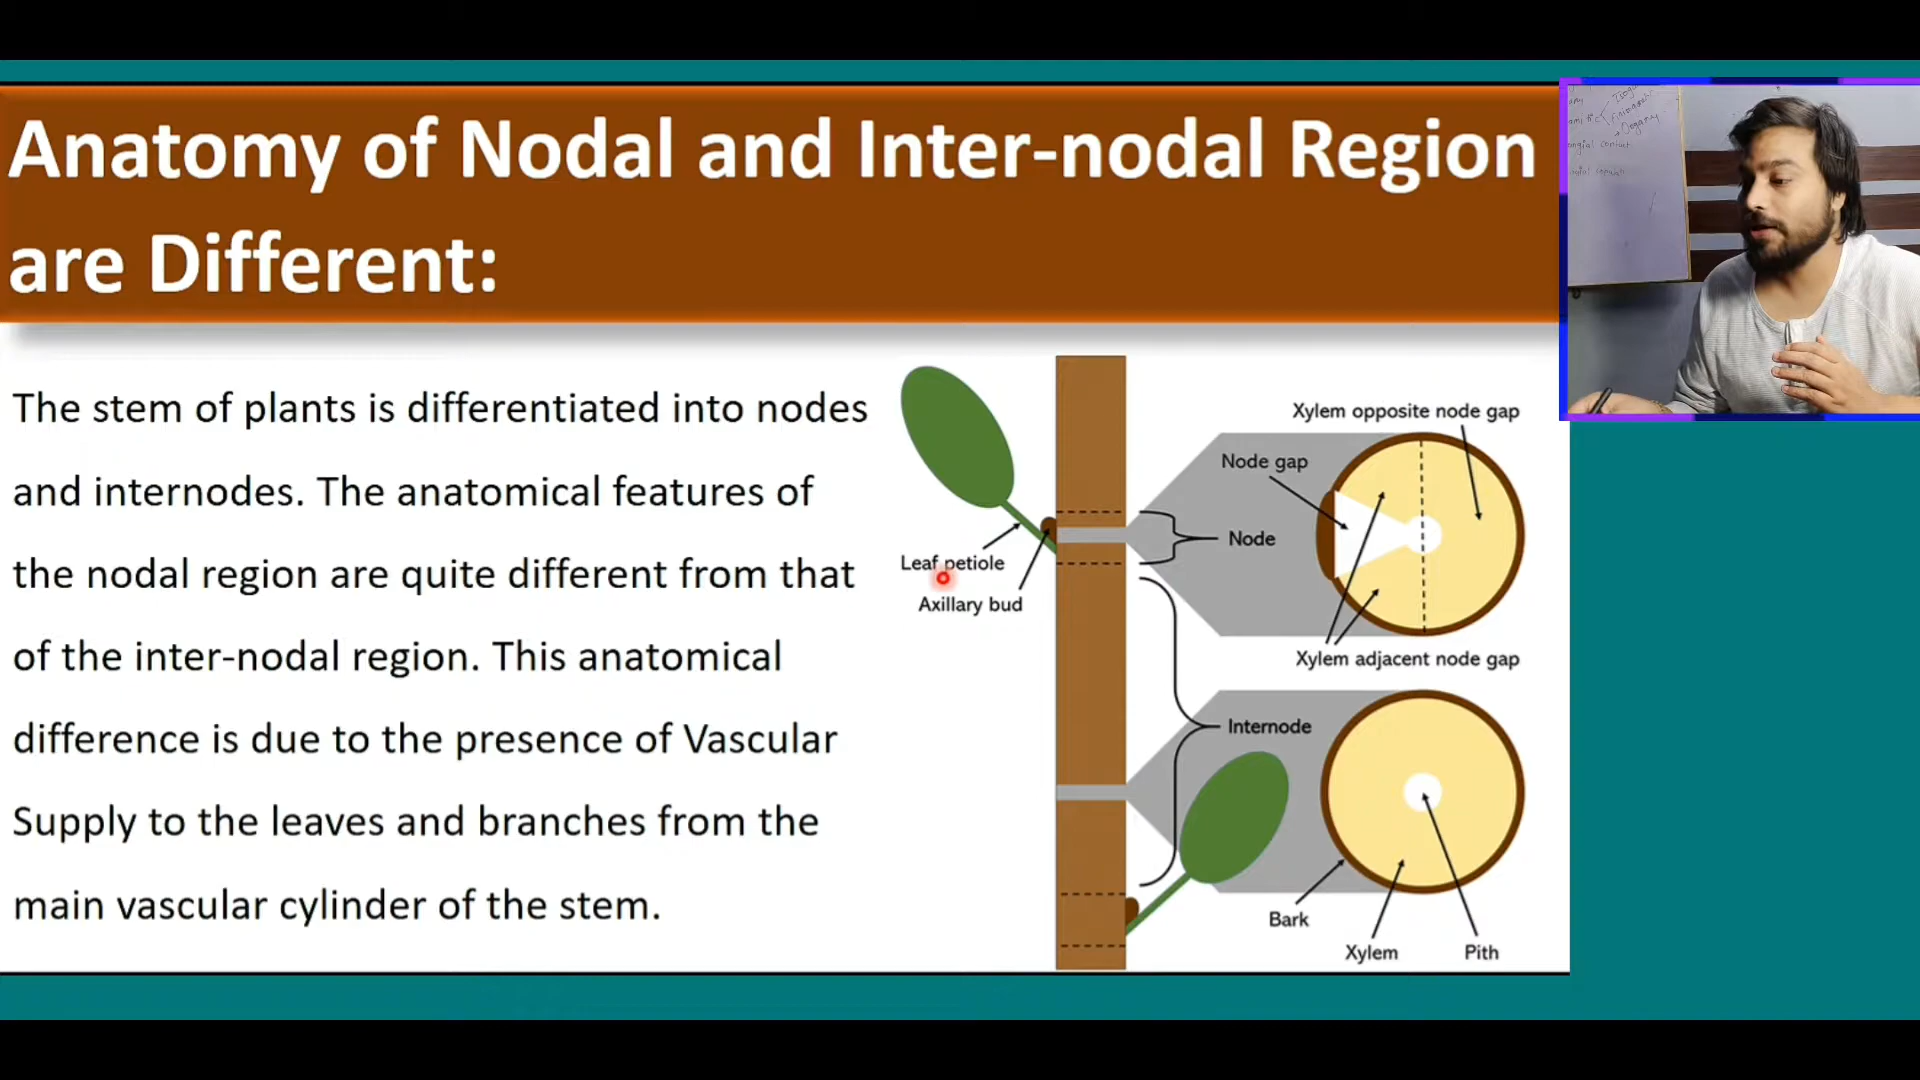 Anatomy of Nodal and Inter-nodal Region
are Different:
The stem of plants is differentiated into nodes
and internodes. The anatomical features of
the nodal region are quite different from that
of the inter-nodal region. This anatomical
difference is due to the presence of Vascular
Supply to the leaves and branches from the
main vascular cylinder of the stem.
Xylem opposite node gap
Node gap
Node
Leaf petiole
Axillary bud
Xylem adjacent node gap
Internode
Bark
Xylem
Pith